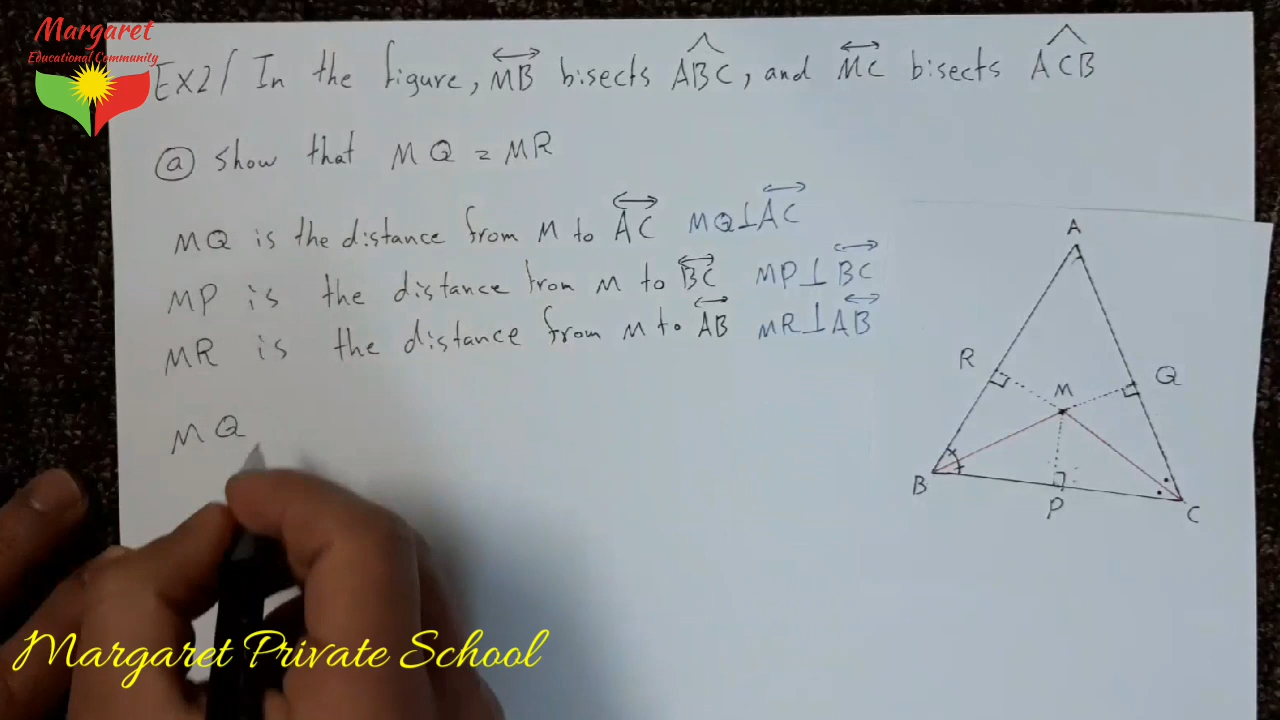 Margaret
Educational Community
Ex2/ In the figure, MB bisects ABC, and MC bisects ACB
a show that MQ = MR
MQ is the distance from M to AC MQ⊥AC
MP is the distance from M to BC MP⊥BC
MR is the distance from M to AB MR⊥AB
MQ
A
R
M
Q
B
P
C
Margaret Private School